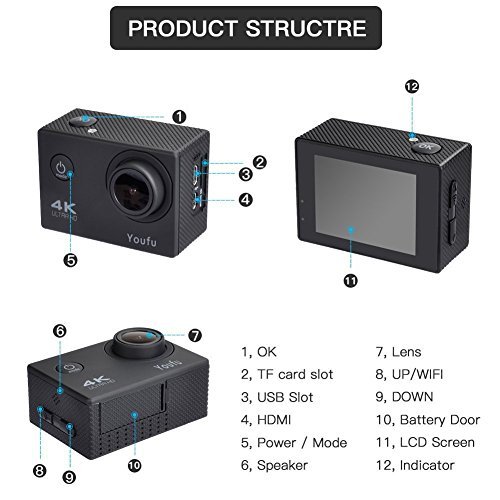 PRODUCT STRUCTRE
1
2
3
4
5
4K
ULTRA HD
Youfu
12
OK
11
6
7
4K
ULTRA HD
Youfu
8
9
10
1, OK
2, TF card slot
3, USB Slot
4, HDMI
5, Power / Mode
6, Speaker
7, Lens
8, UP/WIFI
9, DOWN
10, Battery Door
11, LCD Screen
12, Indicator